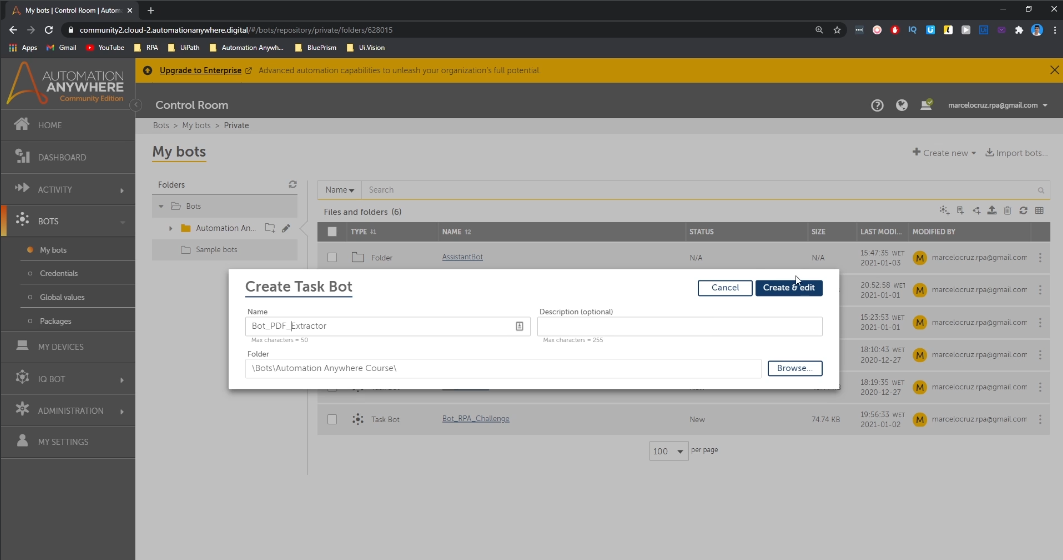 My bots | Control Room | Autom
community2.cloud-2.automationanywhere.digital/#/bots/repository/private/folders/628015
Apps Gmail YouTube RPA UiPath Automation Anywh... BluePrism UI.Vision
AUTOMATION
ANYWHERE
Community Edition
Upgrade to Enterprise Advanced automation capabilities to unleash your organization's full potential.
Control Room
marcelocruz.rpa@gmail.com
HOME
DASHBOARD
ACTIVITY
BOTS
My bots
Credentials
Global values
Packages
MY DEVICES
IQ BOT
ADMINISTRATION
MY SETTINGS
Bots > My bots > Private
My bots
Create new
Import bots...
Folders
Bots
Automation An...
Sample bots
Name
Search
Files and folders (6)
TYPE NAME STATUS SIZE LAST MODI... MODIFIED BY
Folder AssistantBot N/A N/A 15:47:35 WET 2021-01-03 M marcelocruz.rpa@gmail.com
20:52:58 WET 2021-01-01 M marcelocruz.rpa@gmail.com
15:23:53 WET 2021-01-01 M marcelocruz.rpa@gmail.com
18:10:43 WET 2020-12-27 M marcelocruz.rpa@gmail.com
18:19:35 WET 2020-12-27 M marcelocruz.rpa@gmail.com
Task Bot Bot_RPA_Challenge New 74.74 KB 19:56:33 WET 2021-01-02 M marcelocruz.rpa@gmail.com
100 per page
Create Task Bot
Cancel
Create & edit
Name
Bot_PDF_Extractor
Max characters = 50
Description (optional)
Max characters = 255
Folder
\Bots\Automation Anywhere Course\
Browse...